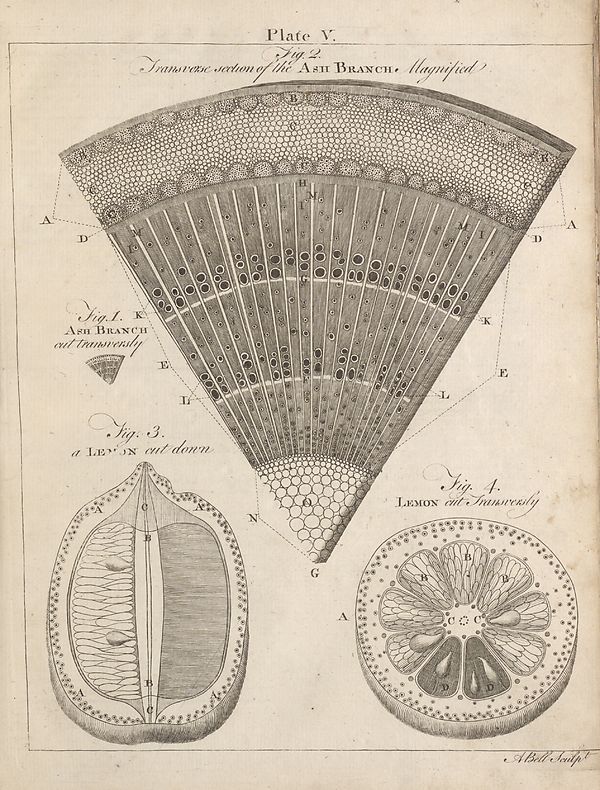 Plate V.
Fig. 2.
Transverse section of the ASH BRANCH Magnified
B
C
A
D
H
N
M
M
I
D
A
G
Fig. 1.
ASH BRANCH
cut transversly
K
K
E
E
L
L
F
Fig. 3.
a LEMON cut down
O
N
G
Fig. 4.
LEMON cut Transversly
A
C
A
B
B
C
A
A
A
B
B
B
C
C
D
D
A Bell Sculpt